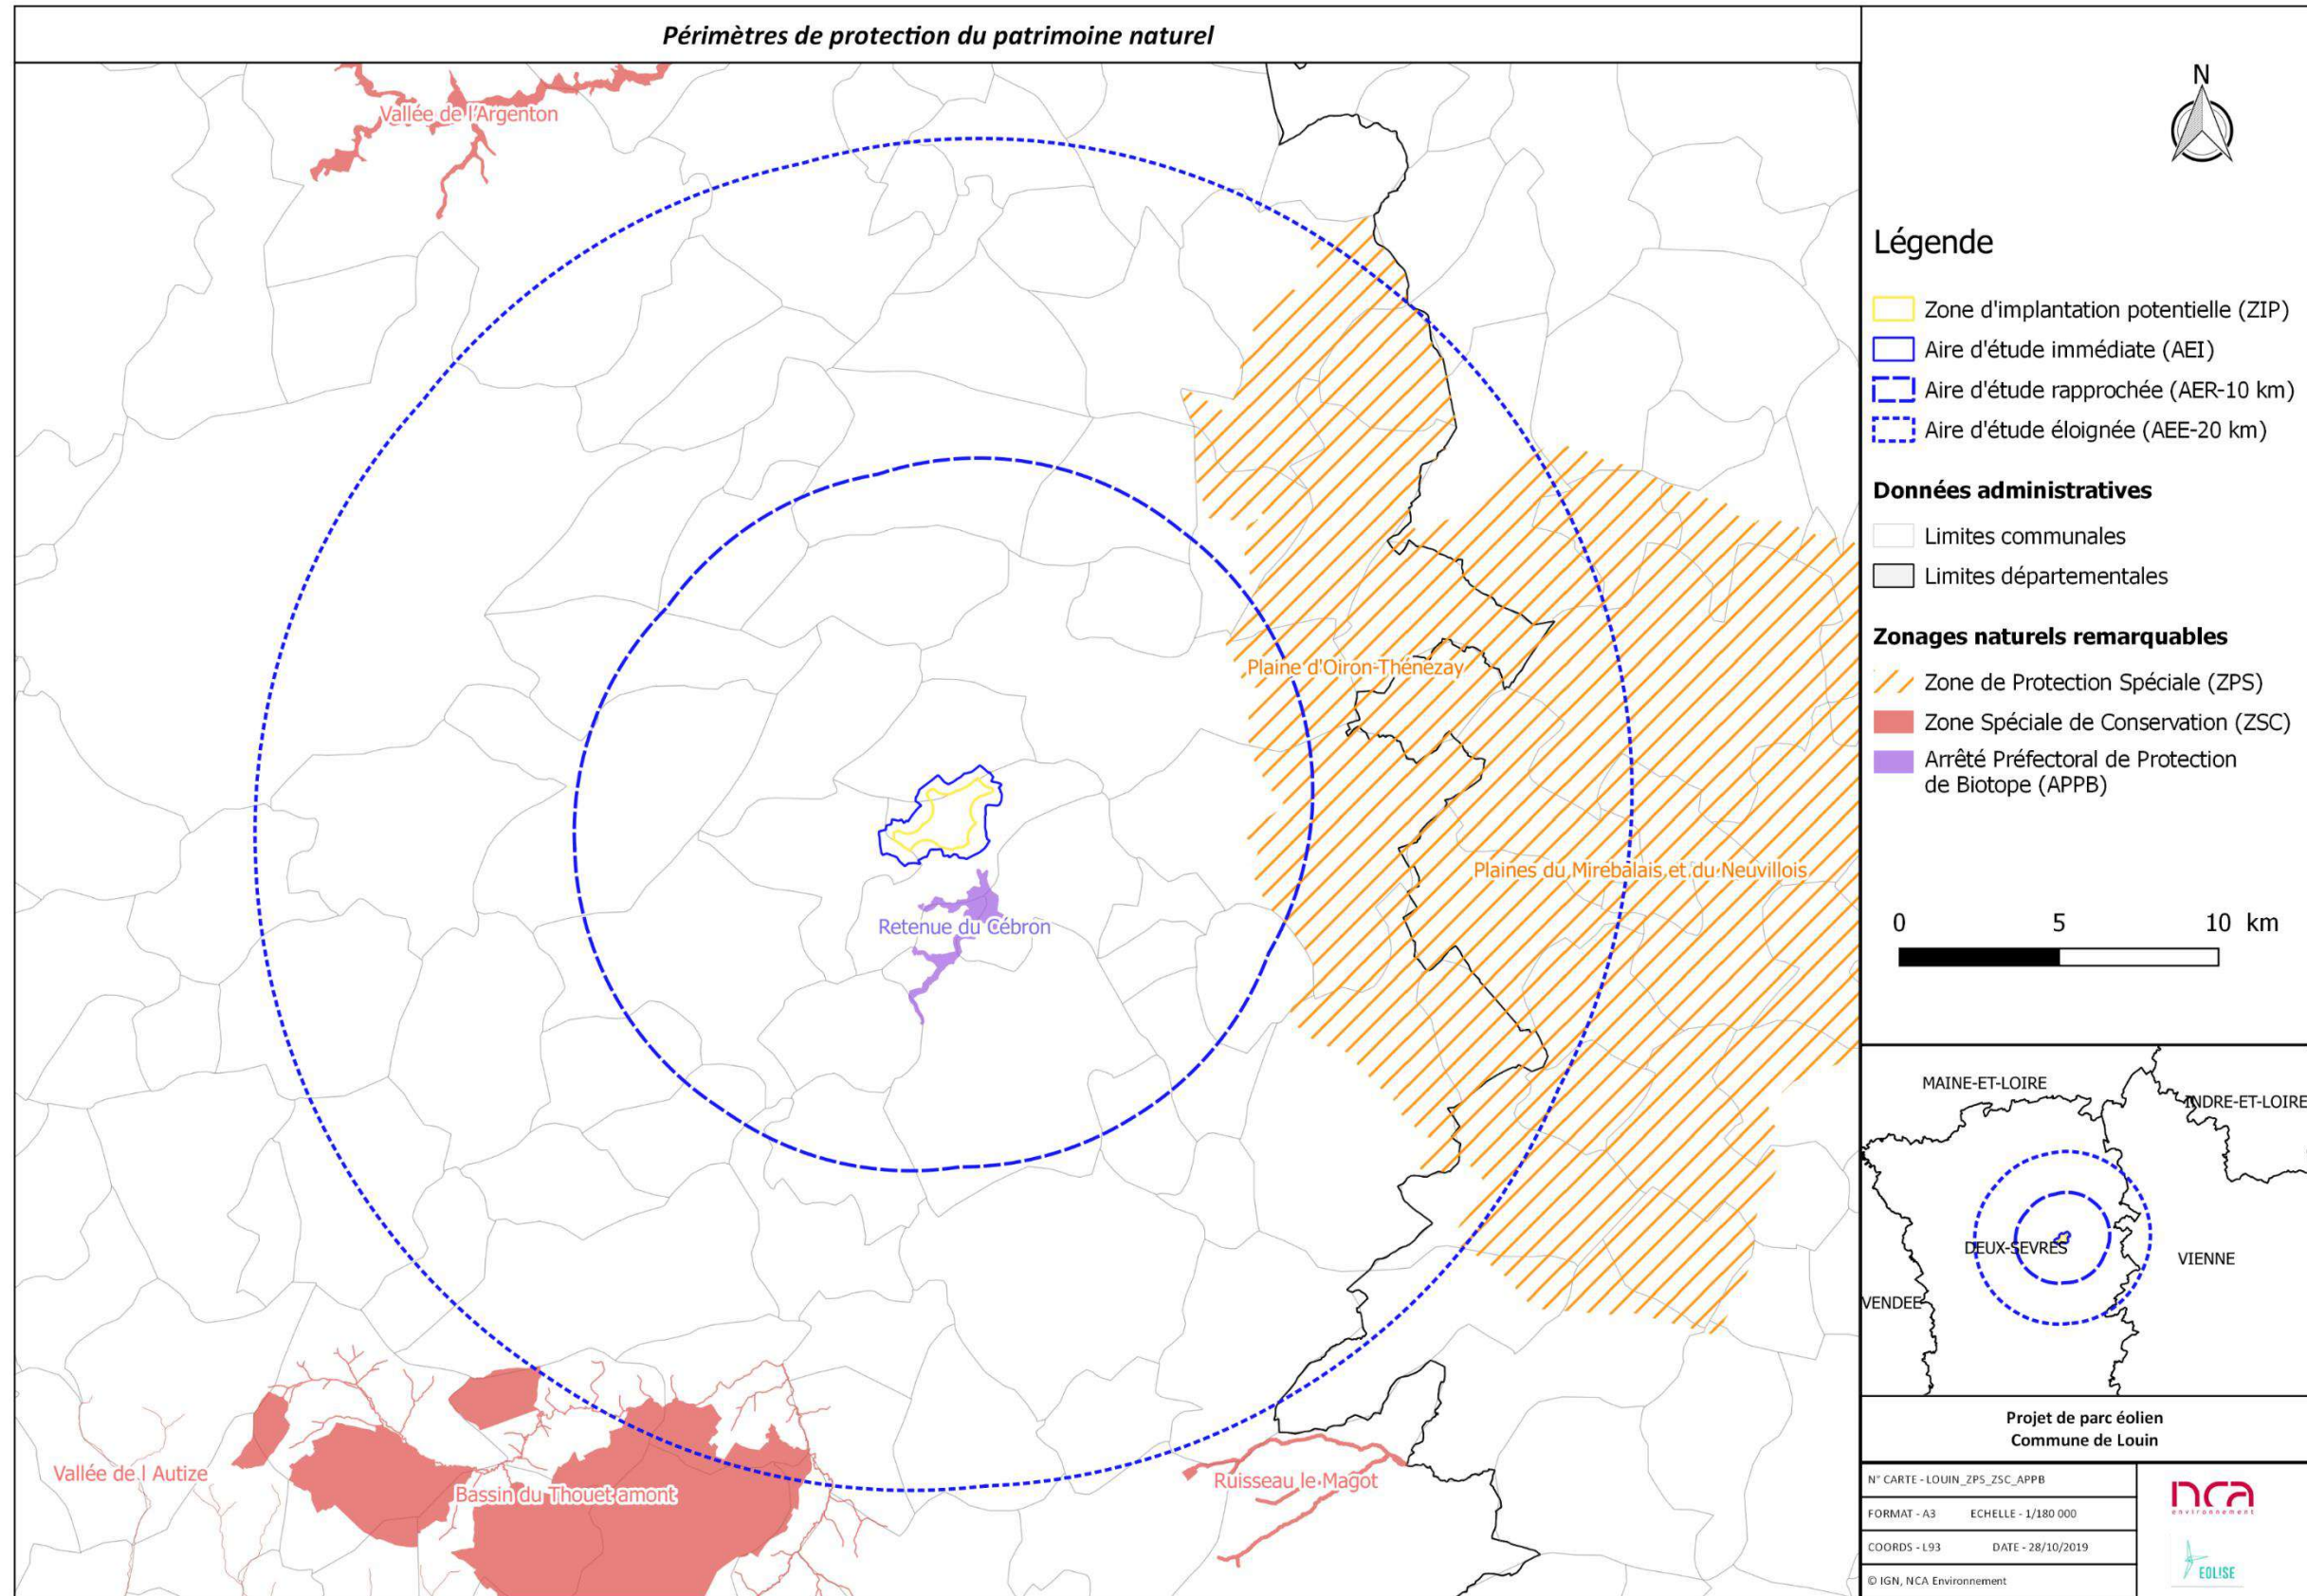 Périmètres de protection du patrimoine naturel
Vallée de l'Argenton
Plaine d'Oiron-Thénezay
Plaines du Mirebalais et du Neuvillois
Retenue du Cébron
Vallée de l Autize
Bassin du Thouet amont
Ruisseau le Magot
N
Légende
Zone d'implantation potentielle (ZIP)
Aire d'étude immédiate (AEI)
Aire d'étude rapprochée (AER-10 km)
Aire d'étude éloignée (AEE-20 km)
Données administratives
Limites communales
Limites départementales
Zonages naturels remarquables
Zone de Protection Spéciale (ZPS)
Zone Spéciale de Conservation (ZSC)
Arrêté Préfectoral de Protection
de Biotope (APPB)
0 5 10 km
MAINE-ET-LOIRE
INDRE-ET-LOIRE
DEUX-SEVRES
VIENNE
VENDEE
Projet de parc éolien
Commune de Louin
N° CARTE - LOUIN_ZPS_ZSC_APPB
FORMAT - A3 ECHELLE - 1/180 000
COORDS - L93 DATE - 28/10/2019
© IGN, NCA Environnement
nca
environnement
EOLISE